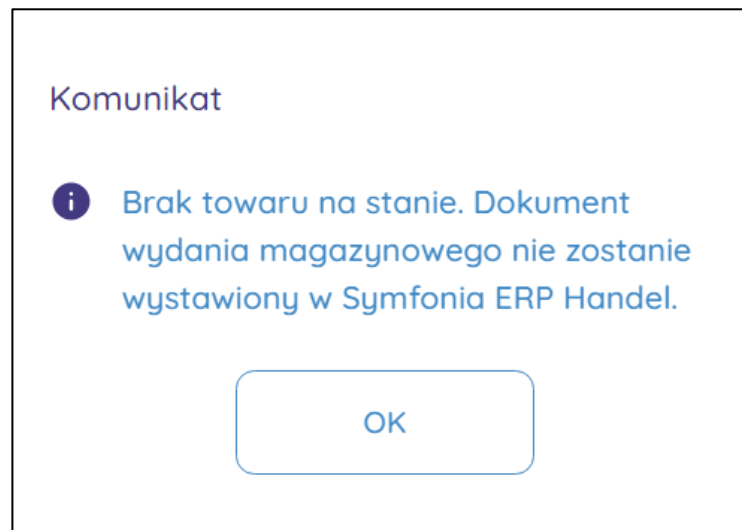 Komunikat
Brak towaru na stanie. Dokument
wydania magazynowego nie zostanie
wystawiony w Symfonia ERP Handel.
OK